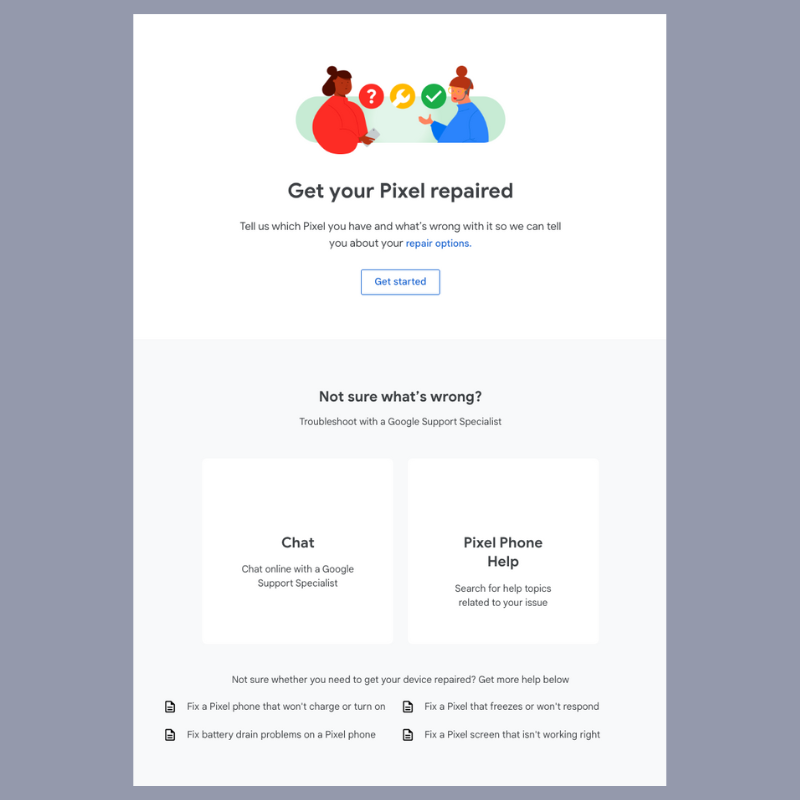 ?
Get your Pixel repaired
Tell us which Pixel you have and what's wrong with it so we can tell
you about your repair options.
Get started
Not sure what's wrong?
Troubleshoot with a Google Support Specialist
Chat
Chat online with a Google
Support Specialist
Pixel Phone
Help
Search for help topics
related to your issue
Not sure whether you need to get your device repaired? Get more help below
Fix a Pixel phone that won't charge or turn on
Fix a Pixel that freezes or won't respond
Fix battery drain problems on a Pixel phone
Fix a Pixel screen that isn't working right